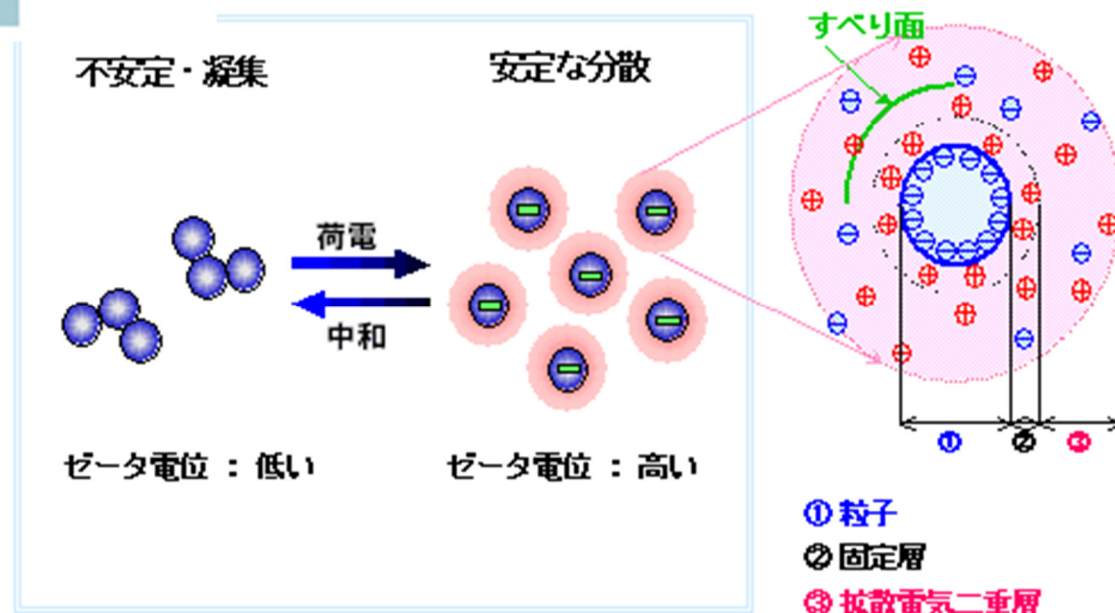 不安定・凝集
安定な分散
荷電
中和
ゼータ電位 : 低い
ゼータ電位 : 高い
すべり面
① ② ③
① 粒子
② 固定層
③ 拡散電気二重層